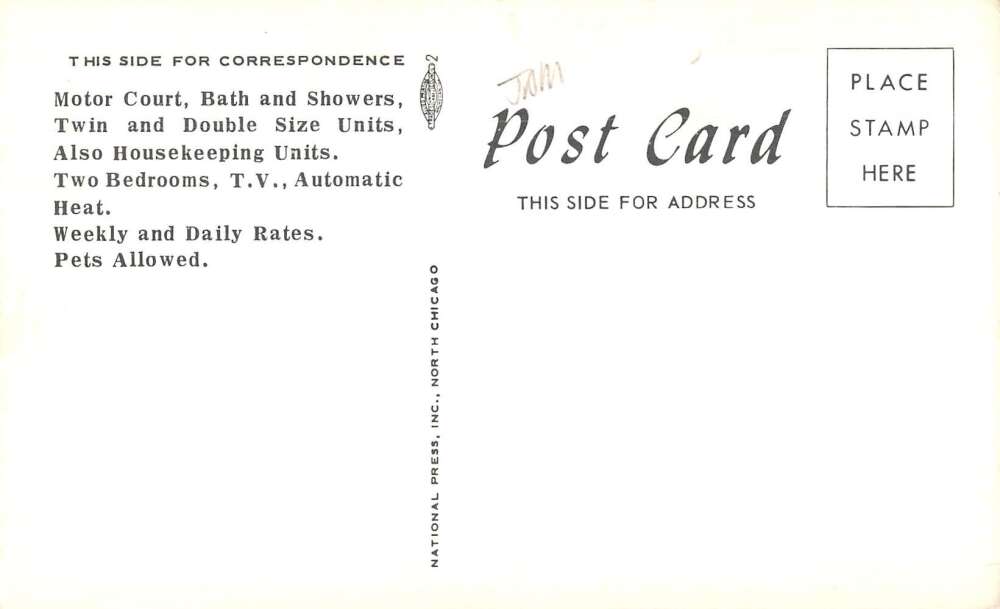 THIS SIDE FOR CORRESPONDENCE
Motor Court, Bath and Showers,
Twin and Double Size Units,
Also Housekeeping Units.
Two Bedrooms, T.V., Automatic
Heat.
Weekly and Daily Rates.
Pets Allowed.
2
NATIONAL PRESS, INC., NORTH CHICAGO
Post Card
THIS SIDE FOR ADDRESS
PLACE
STAMP
HERE